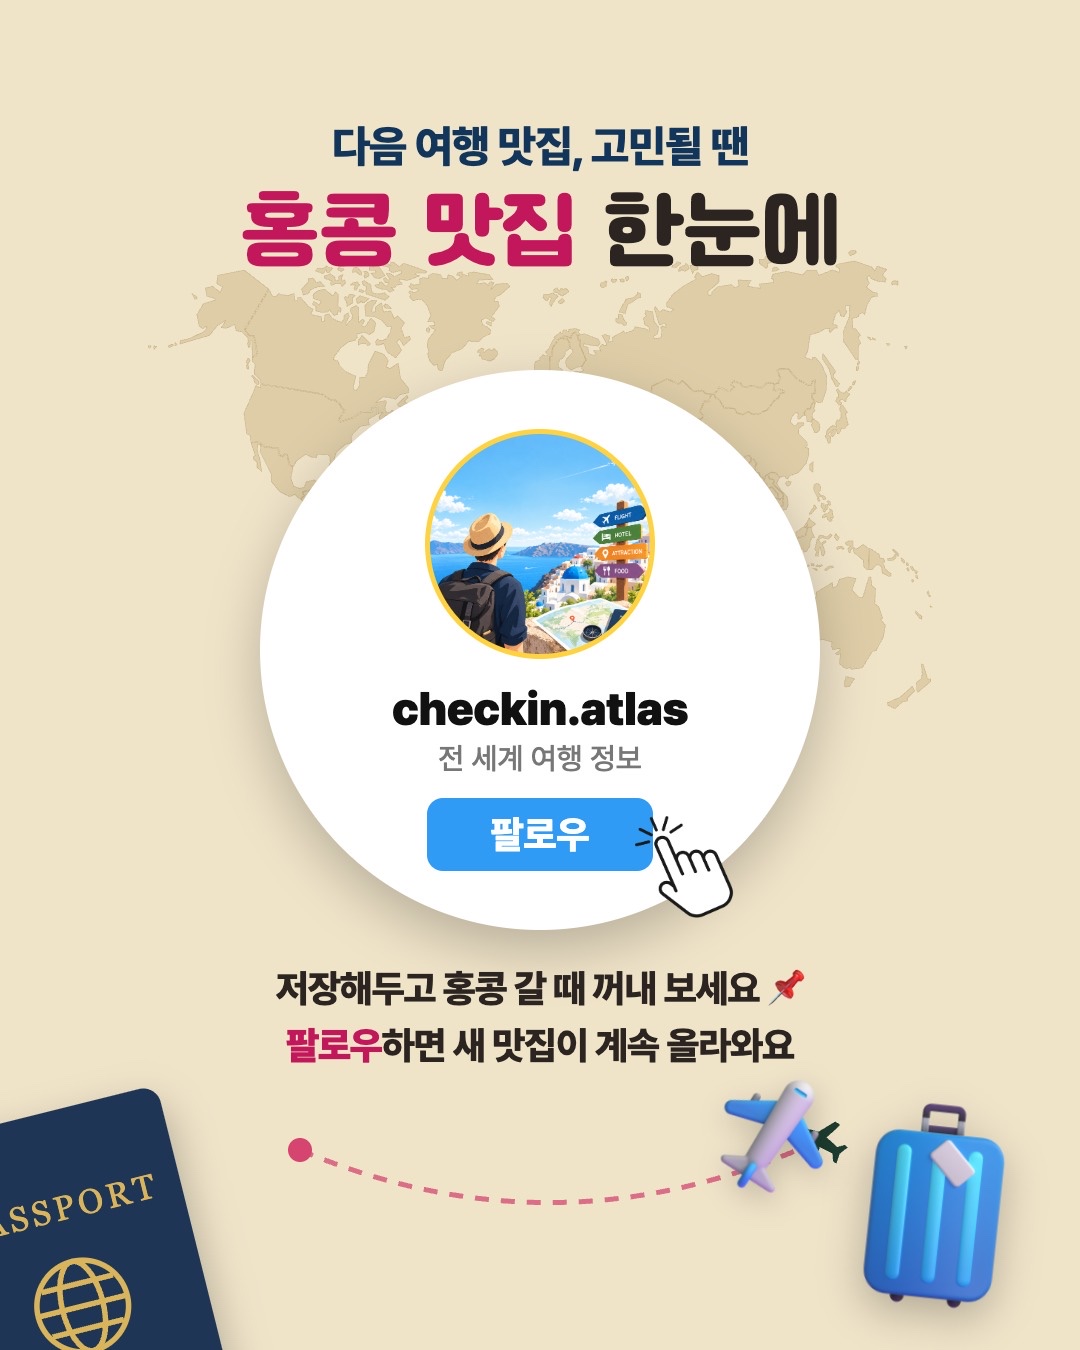 다음 여행 맛집, 고민될 땐
홍콩 맛집 한눈에
FLIGHT
HOTEL
ATTRACTION
FOOD
checkin.atlas
전 세계 여행 정보
팔로우
저장해두고 홍콩 갈 때 꺼내 보세요 📌
팔로우하면 새 맛집이 계속 올라와요
ASSPORT